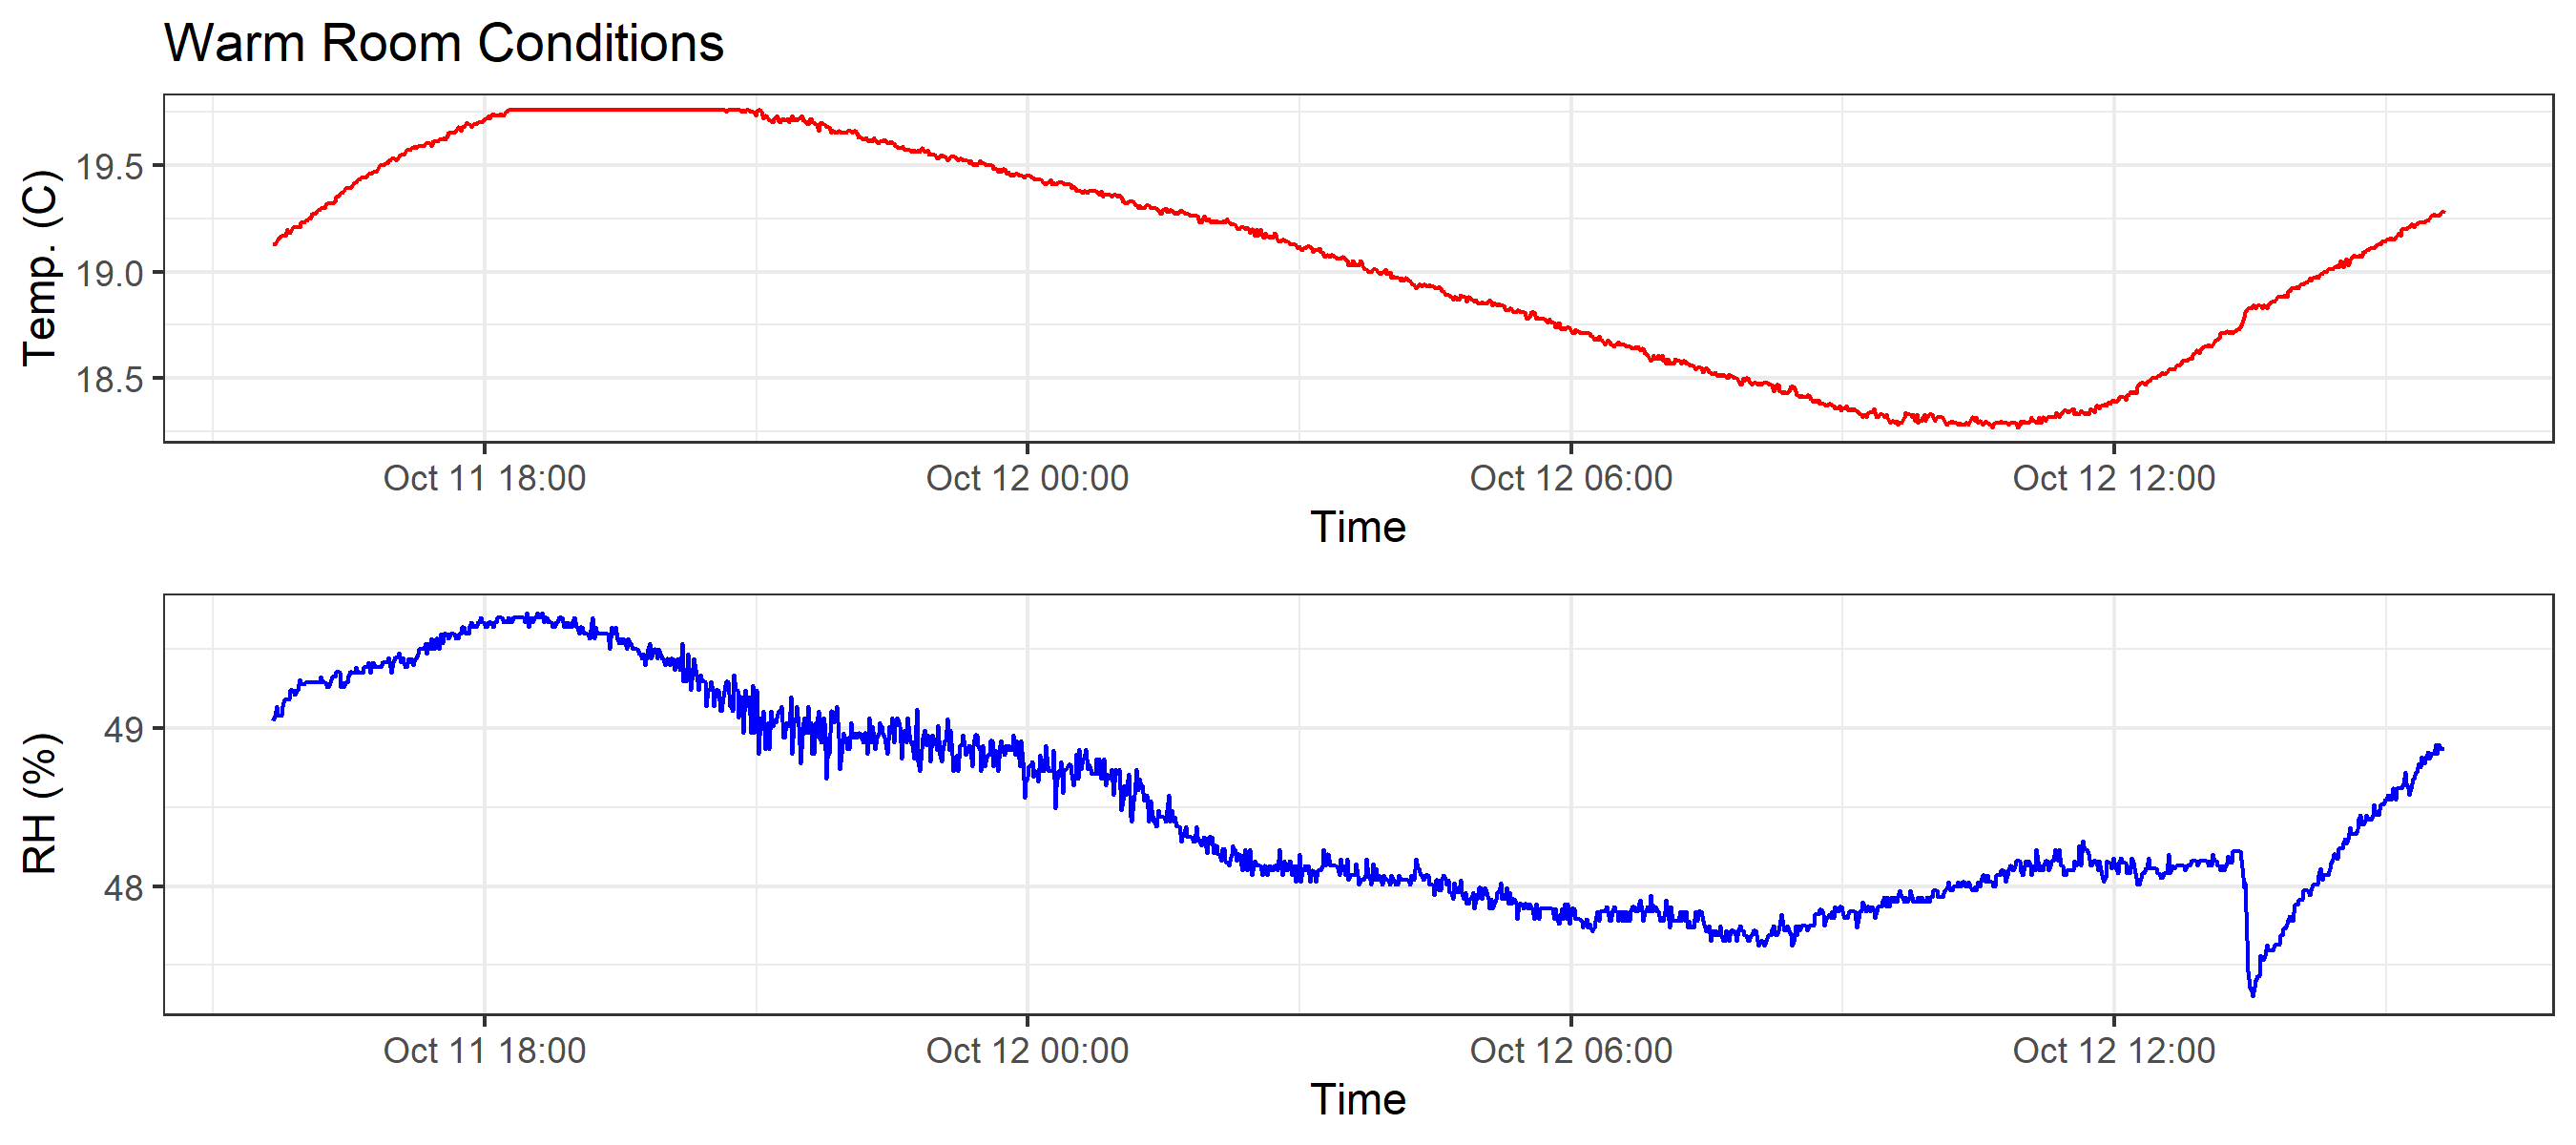 Warm Room Conditions
Temp. (C)
19.5
19.0
18.5
Oct 11 18:00
Oct 12 00:00
Oct 12 06:00
Oct 12 12:00
Time
RH (%)
49
48
Oct 11 18:00
Oct 12 00:00
Oct 12 06:00
Oct 12 12:00
Time